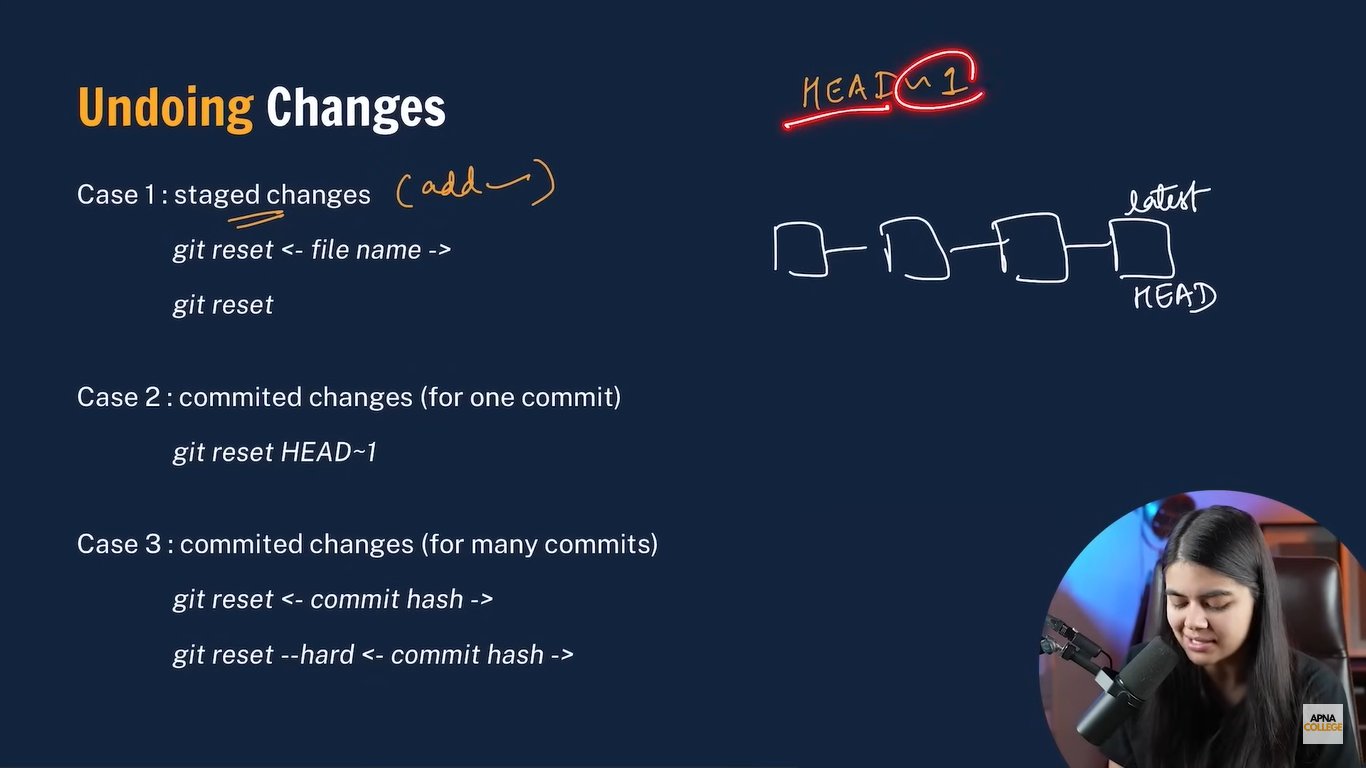 HEAD~1
Undoing Changes
Case 1 : staged changes (add )
git reset <- file name ->
git reset
latest
HEAD
Case 2 : commited changes (for one commit)
git reset HEAD~1
Case 3 : commited changes (for many commits)
git reset <- commit hash ->
git reset --hard <- commit hash ->
APNA
COLLEGE